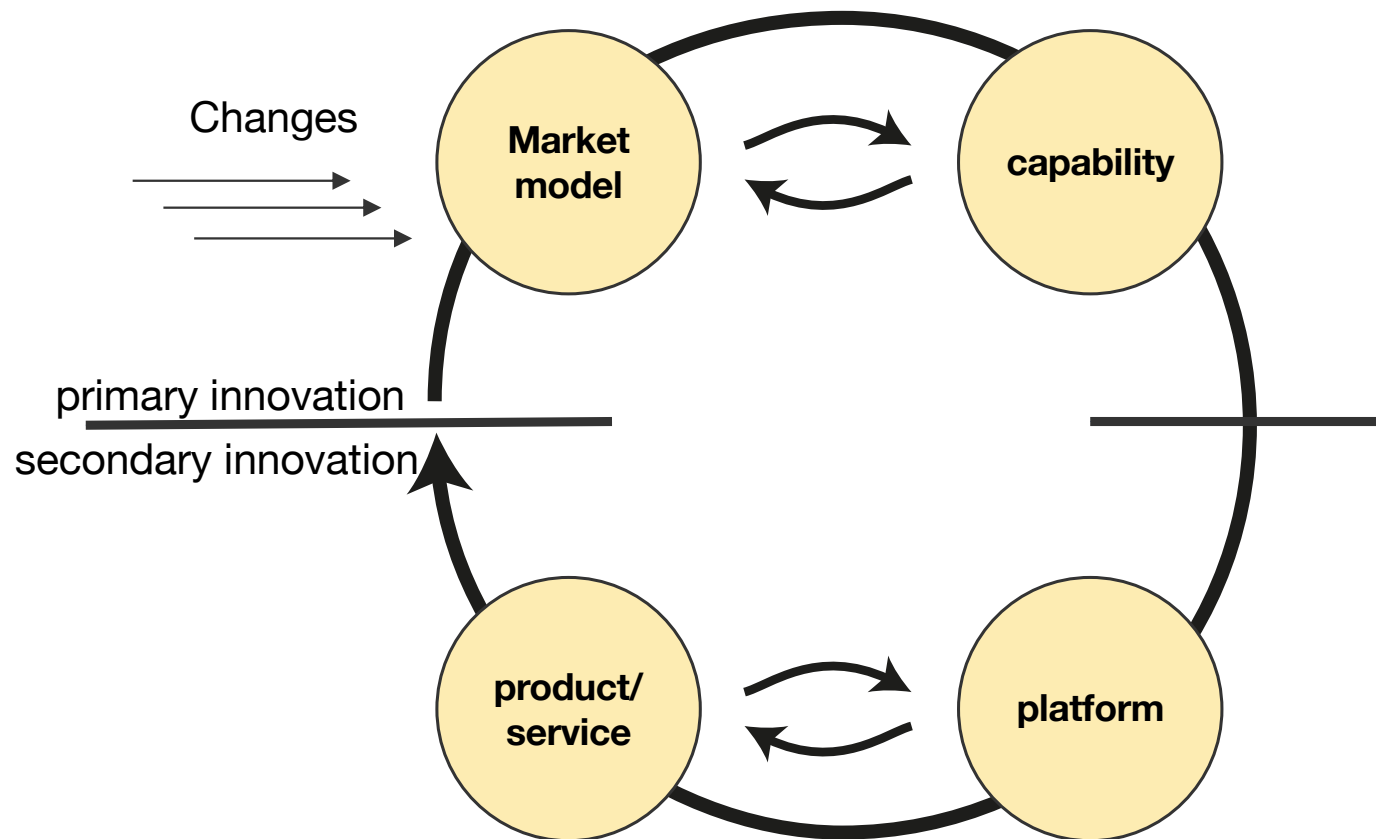 Changes
Market
model
capability
primary innovation
secondary innovation
product/
service
platform